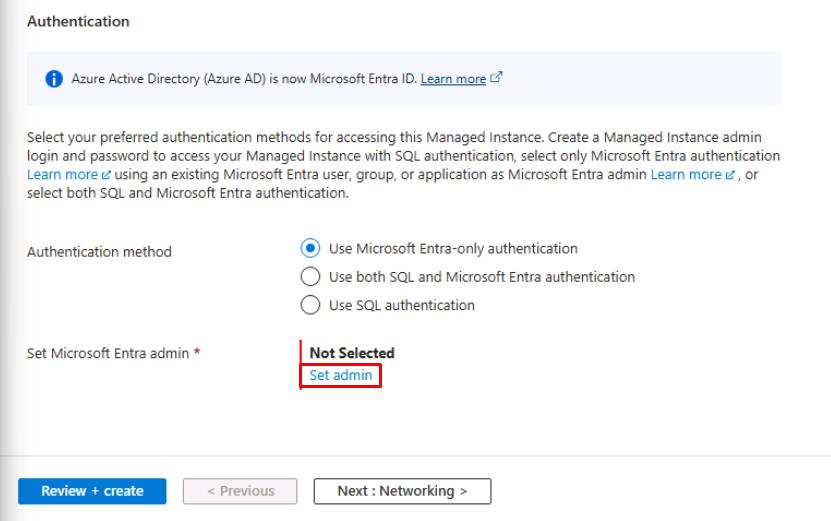 Authentication
Azure Active Directory (Azure AD) is now Microsoft Entra ID. Learn more
Select your preferred authentication methods for accessing this Managed Instance. Create a Managed Instance admin
login and password to access your Managed Instance with SQL authentication, select only Microsoft Entra authentication
Learn more using an existing Microsoft Entra user, group, or application as Microsoft Entra admin Learn more , or
select both SQL and Microsoft Entra authentication.
Authentication method
Use Microsoft Entra-only authentication
Use both SQL and Microsoft Entra authentication
Use SQL authentication
Set Microsoft Entra admin *
Not Selected
Set admin
Review + create
< Previous
Next : Networking >